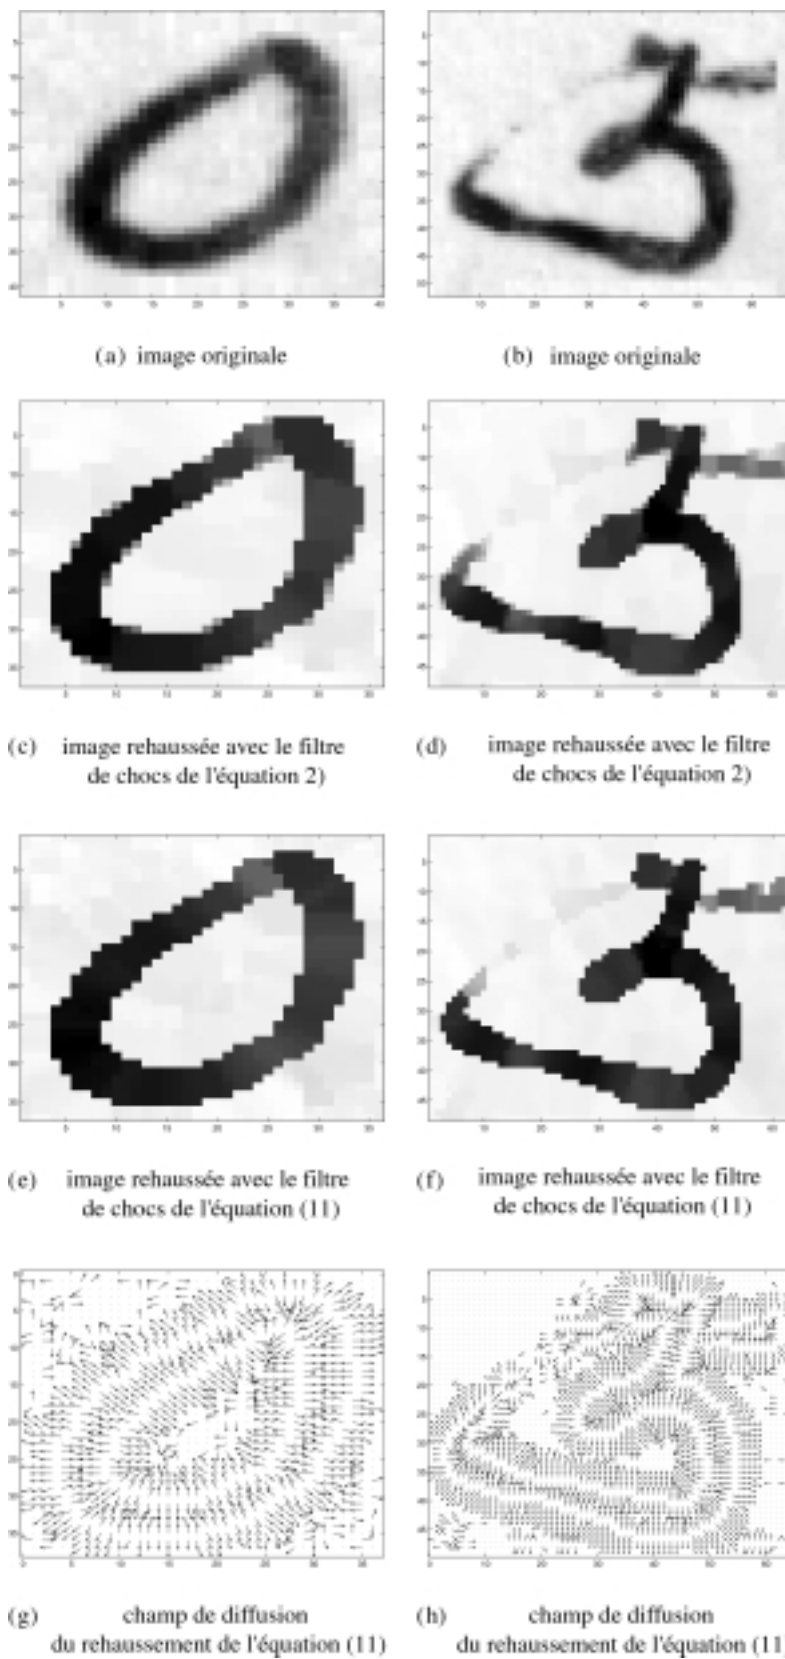 (a) image originale
(b) image originale
(c) image rehaussée avec le filtre
de chocs de l'équation 2)
(d) image rehaussée avec le filtre
de chocs de l'équation 2)
(e) image rehaussée avec le filtre
de chocs de l'équation (11)
(f) image rehaussée avec le filtre
de chocs de l'équation (11)
(g) champ de diffusion
du rehaussement de l'équation (11)
(h) champ de diffusion
du rehaussement de l'équation (11)